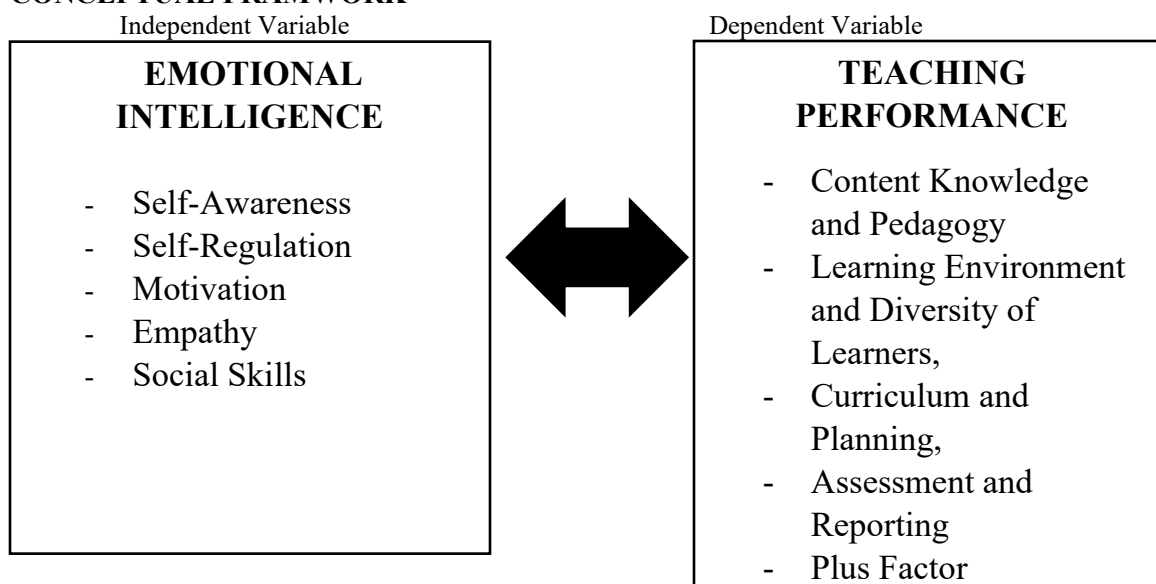 CONCEPTUAL FRAMWORK
Independent Variable
EMOTIONAL
INTELLIGENCE
- Self-Awareness
- Self-Regulation
- Motivation
- Empathy
- Social Skills
Dependent Variable
TEACHING
PERFORMANCE
- Content Knowledge
and Pedagogy
- Learning Environment
and Diversity of
Learners,
- Curriculum and
Planning,
- Assessment and
Reporting
- Plus Factor